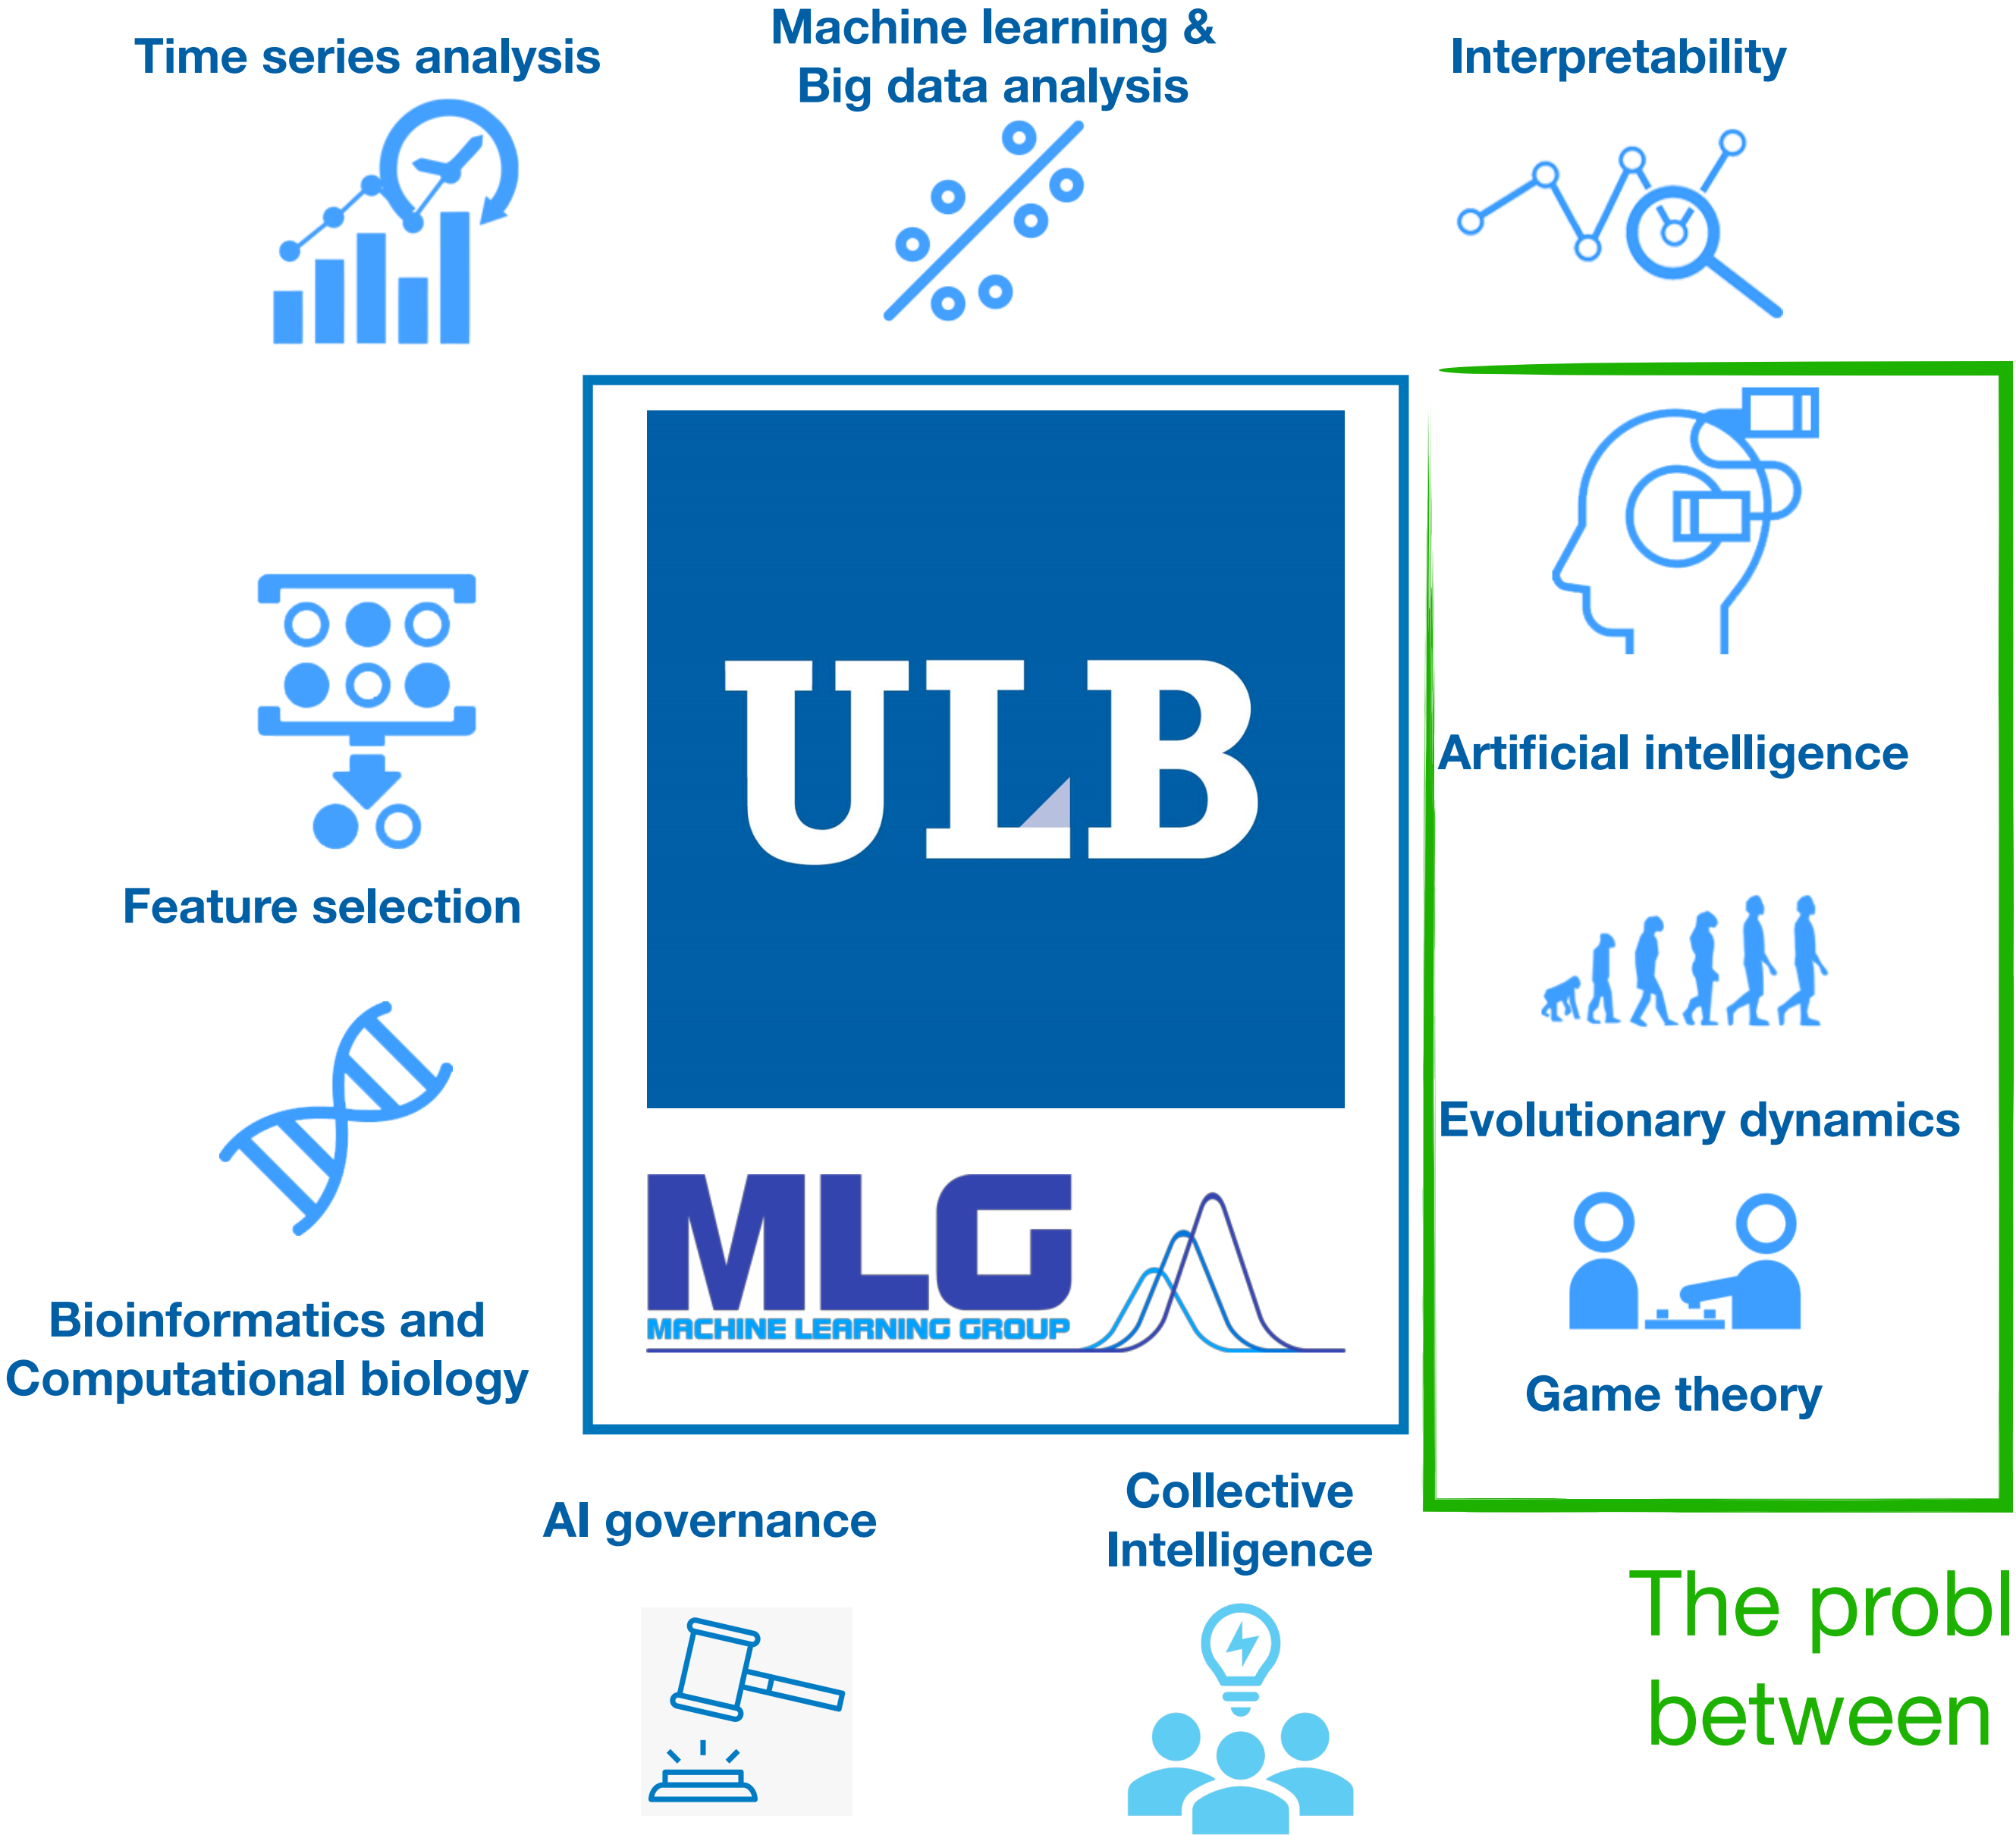 Time series analysis
Machine learning &
Big data analysis
Interpretability
ULB
Artificial intelligence
Feature selection
Evolutionary dynamics
MLG
MACHINE LEARNING GROUP
Bioinformatics and
Computational biology
Game theory
AI governance
Collective
Intelligence
The probl
between